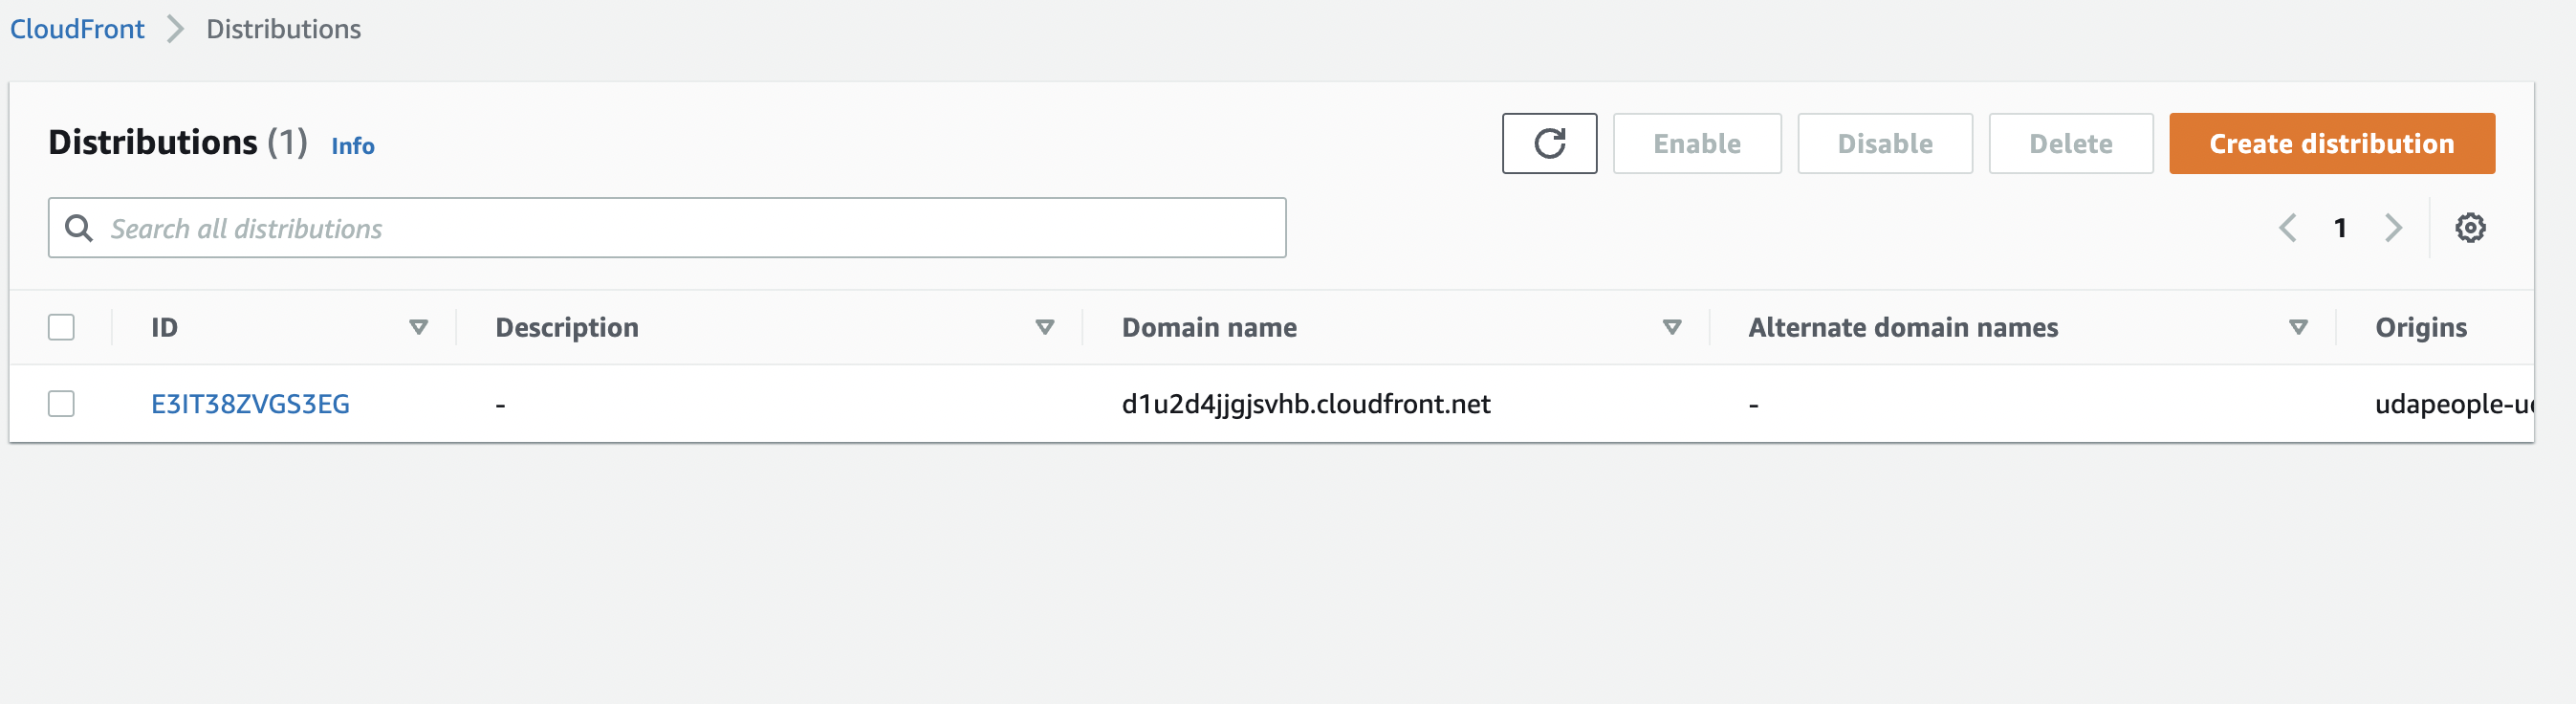 CloudFront Distributions
Distributions (1) Info
Enable Disable Delete Create distribution
Search all distributions
1
ID Description Domain name Alternate domain names Origins
E3IT38ZVGS3EG - d1u2d4jjgjsvhb.cloudfront.net - udapeople-